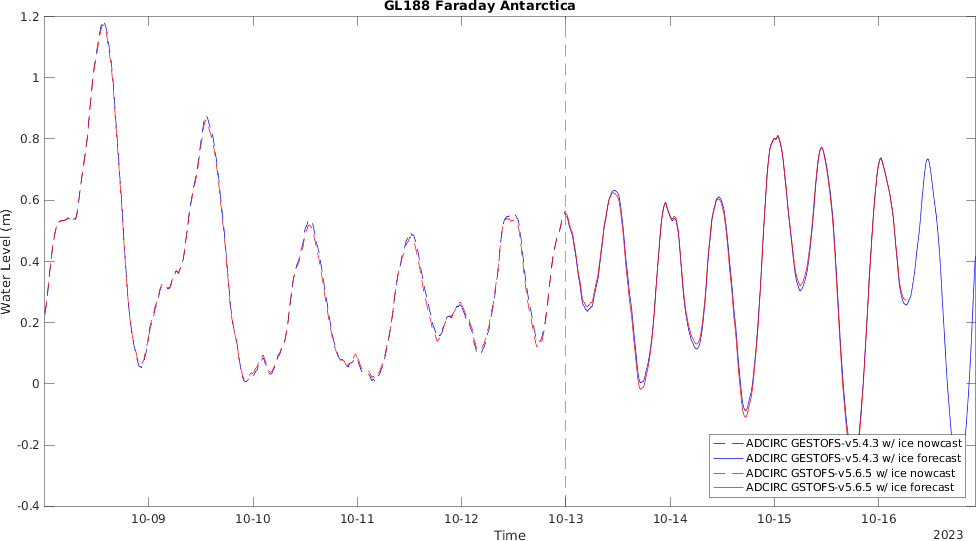 GL188 Faraday Antarctica
1.2
1
0.8
0.6
0.4
0.2
0
-0.2
-0.4
Water Level (m)
ADCIRC GESTOFS-v5.4.3 w/ ice nowcast
ADCIRC GESTOFS-v5.4.3 w/ ice forecast
ADCIRC GSTOFS-v5.6.5 w/ ice nowcast
ADCIRC GSTOFS-v5.6.5 w/ ice forecast
10-09 10-10 10-11 10-12 10-13 10-14 10-15 10-16
Time
2023